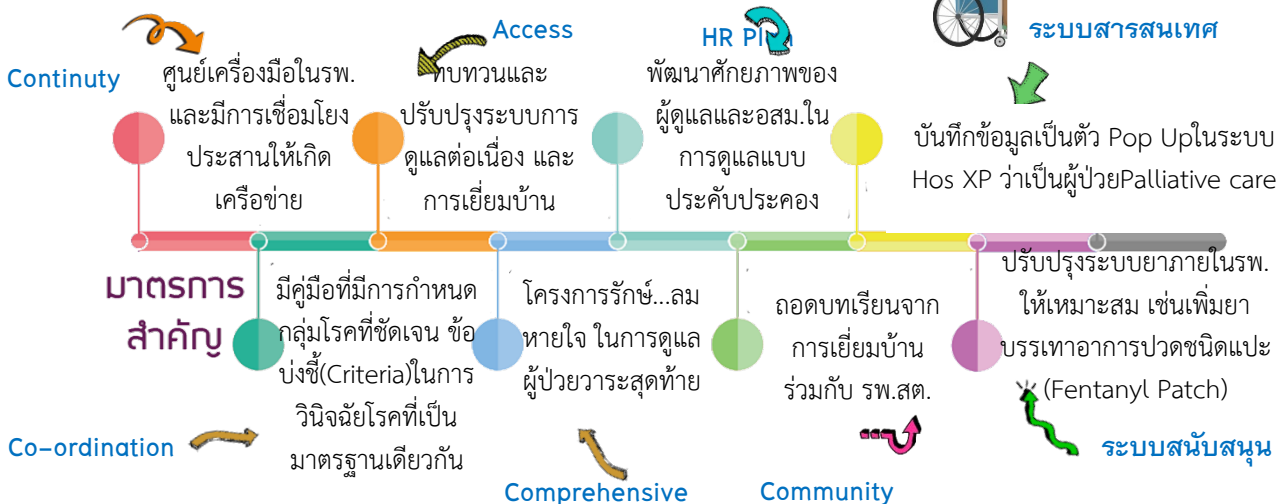 Continuty
ศูนย์เครื่องมือในรพ.
และมีการเชื่อมโยง
ประสานให้เกิด
เครือข่าย
Access
ทบทวนและ
ปรับปรุงระบบการ
ดูแลต่อเนื่อง และ
การเยี่ยมบ้าน
HR Plan
พัฒนาศักยภาพของ
ผู้ดูแลและอสม.ใน
การดูแลแบบ
ประคับประคอง
ระบบสารสนเทศ
บันทึกข้อมูลเป็นตัว Pop Upในระบบ
Hos XP ว่าเป็นผู้ป่วยPalliative care
มาตรการ
สำคัญ
มีคู่มือที่มีการกำหนด
กลุ่มโรคที่ชัดเจน ข้อ
บ่งชี้(Criteria)ในการ
วินิจฉัยโรคที่เป็น
มาตรฐานเดียวกัน
Co-ordination
โครงการรักษ์...ลม
หายใจ ในการดูแล
ผู้ป่วยวาระสุดท้าย
Comprehensive
ถอดบทเรียนจาก
การเยี่ยมบ้าน
ร่วมกับ รพ.สต.
Community
ปรับปรุงระบบยาภายในรพ.
ให้เหมาะสม เช่นเพิ่มยา
บรรเทาอาการปวดชนิดแปะ
(Fentanyl Patch)
ระบบสนับสนุน